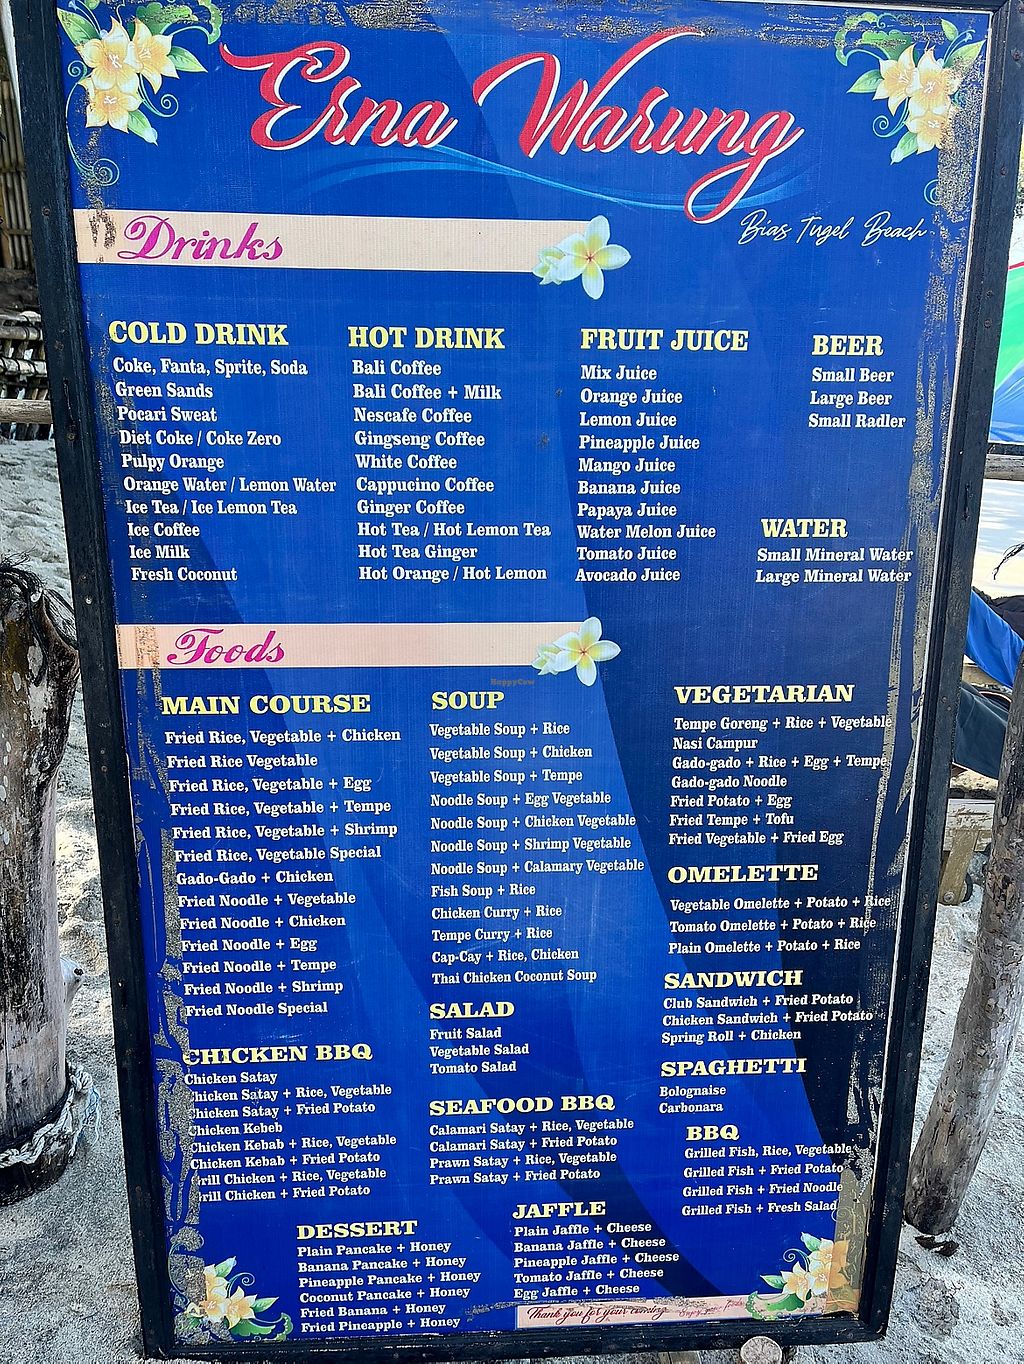 Erna Warung
Bias Tugel Beach
Drinks
COLD DRINK
Coke, Fanta, Sprite, Soda
Green Sands
Pocari Sweat
Diet Coke / Coke Zero
Pulpy Orange
Orange Water / Lemon Water
Ice Tea / Ice Lemon Tea
Ice Coffee
Ice Milk
Fresh Coconut
HOT DRINK
Bali Coffee
Bali Coffee + Milk
Nescafe Coffee
Gingseng Coffee
White Coffee
Cappucino Coffee
Ginger Coffee
Hot Tea / Hot Lemon Tea
Hot Tea Ginger
Hot Orange / Hot Lemon
FRUIT JUICE
Mix Juice
Orange Juice
Lemon Juice
Pineapple Juice
Mango Juice
Banana Juice
Papaya Juice
Water Melon Juice
Tomato Juice
Avocado Juice
BEER
Small Beer
Large Beer
Small Radler
WATER
Small Mineral Water
Large Mineral Water
Foods
HappyCow
MAIN COURSE
Fried Rice, Vegetable + Chicken
Fried Rice Vegetable
Fried Rice, Vegetable + Egg
Fried Rice, Vegetable + Tempe
Fried Rice, Vegetable + Shrimp
Fried Rice, Vegetable Special
Gado-Gado + Chicken
Fried Noodle + Vegetable
Fried Noodle + Chicken
Fried Noodle + Egg
Fried Noodle + Tempe
Fried Noodle + Shrimp
Fried Noodle Special
CHICKEN BBQ
Chicken Satay
Chicken Satay + Rice, Vegetable
Chicken Satay + Fried Potato
Chicken Kebeb
Chicken Kebab + Rice, Vegetable
Chicken Kebab + Fried Potato
Grill Chicken + Rice, Vegetable
Grill Chicken + Fried Potato
SOUP
Vegetable Soup + Rice
Vegetable Soup + Chicken
Vegetable Soup + Tempe
Noodle Soup + Egg Vegetable
Noodle Soup + Chicken Vegetable
Noodle Soup + Shrimp Vegetable
Noodle Soup + Calamary Vegetable
Fish Soup + Rice
Chicken Curry + Rice
Tempe Curry + Rice
Cap-Cay + Rice, Chicken
Thai Chicken Coconut Soup
SALAD
Fruit Salad
Vegetable Salad
Tomato Salad
SEAFOOD BBQ
Calamari Satay + Rice, Vegetable
Calamari Satay + Fried Potato
Prawn Satay + Rice, Vegetable
Prawn Satay + Fried Potato
VEGETARIAN
Tempe Goreng + Rice + Vegetable
Nasi Campur
Gado-gado + Rice + Egg + Tempe
Gado-gado Noodle
Fried Potato + Egg
Fried Tempe + Tofu
Fried Vegetable + Fried Egg
OMELETTE
Vegetable Omelette + Potato + Rice
Tomato Omelette + Potato + Rice
Plain Omelette + Potato + Rice
SANDWICH
Club Sandwich + Fried Potato
Chicken Sandwich + Fried Potato
Spring Roll + Chicken
SPAGHETTI
Bolognaise
Carbonara
BBQ
Grilled Fish, Rice, Vegetable
Grilled Fish + Fried Potato
Grilled Fish + Fried Noodle
Grilled Fish + Fresh Salad
DESSERT
Plain Pancake + Honey
Banana Pancake + Honey
Pineapple Pancake + Honey
Coconut Pancake + Honey
Fried Banana + Honey
Fried Pineapple + Honey
JAFFLE
Plain Jaffle + Cheese
Banana Jaffle + Cheese
Pineapple Jaffle + Cheese
Tomato Jaffle + Cheese
Egg Jaffle + Cheese
Thank you for your coming